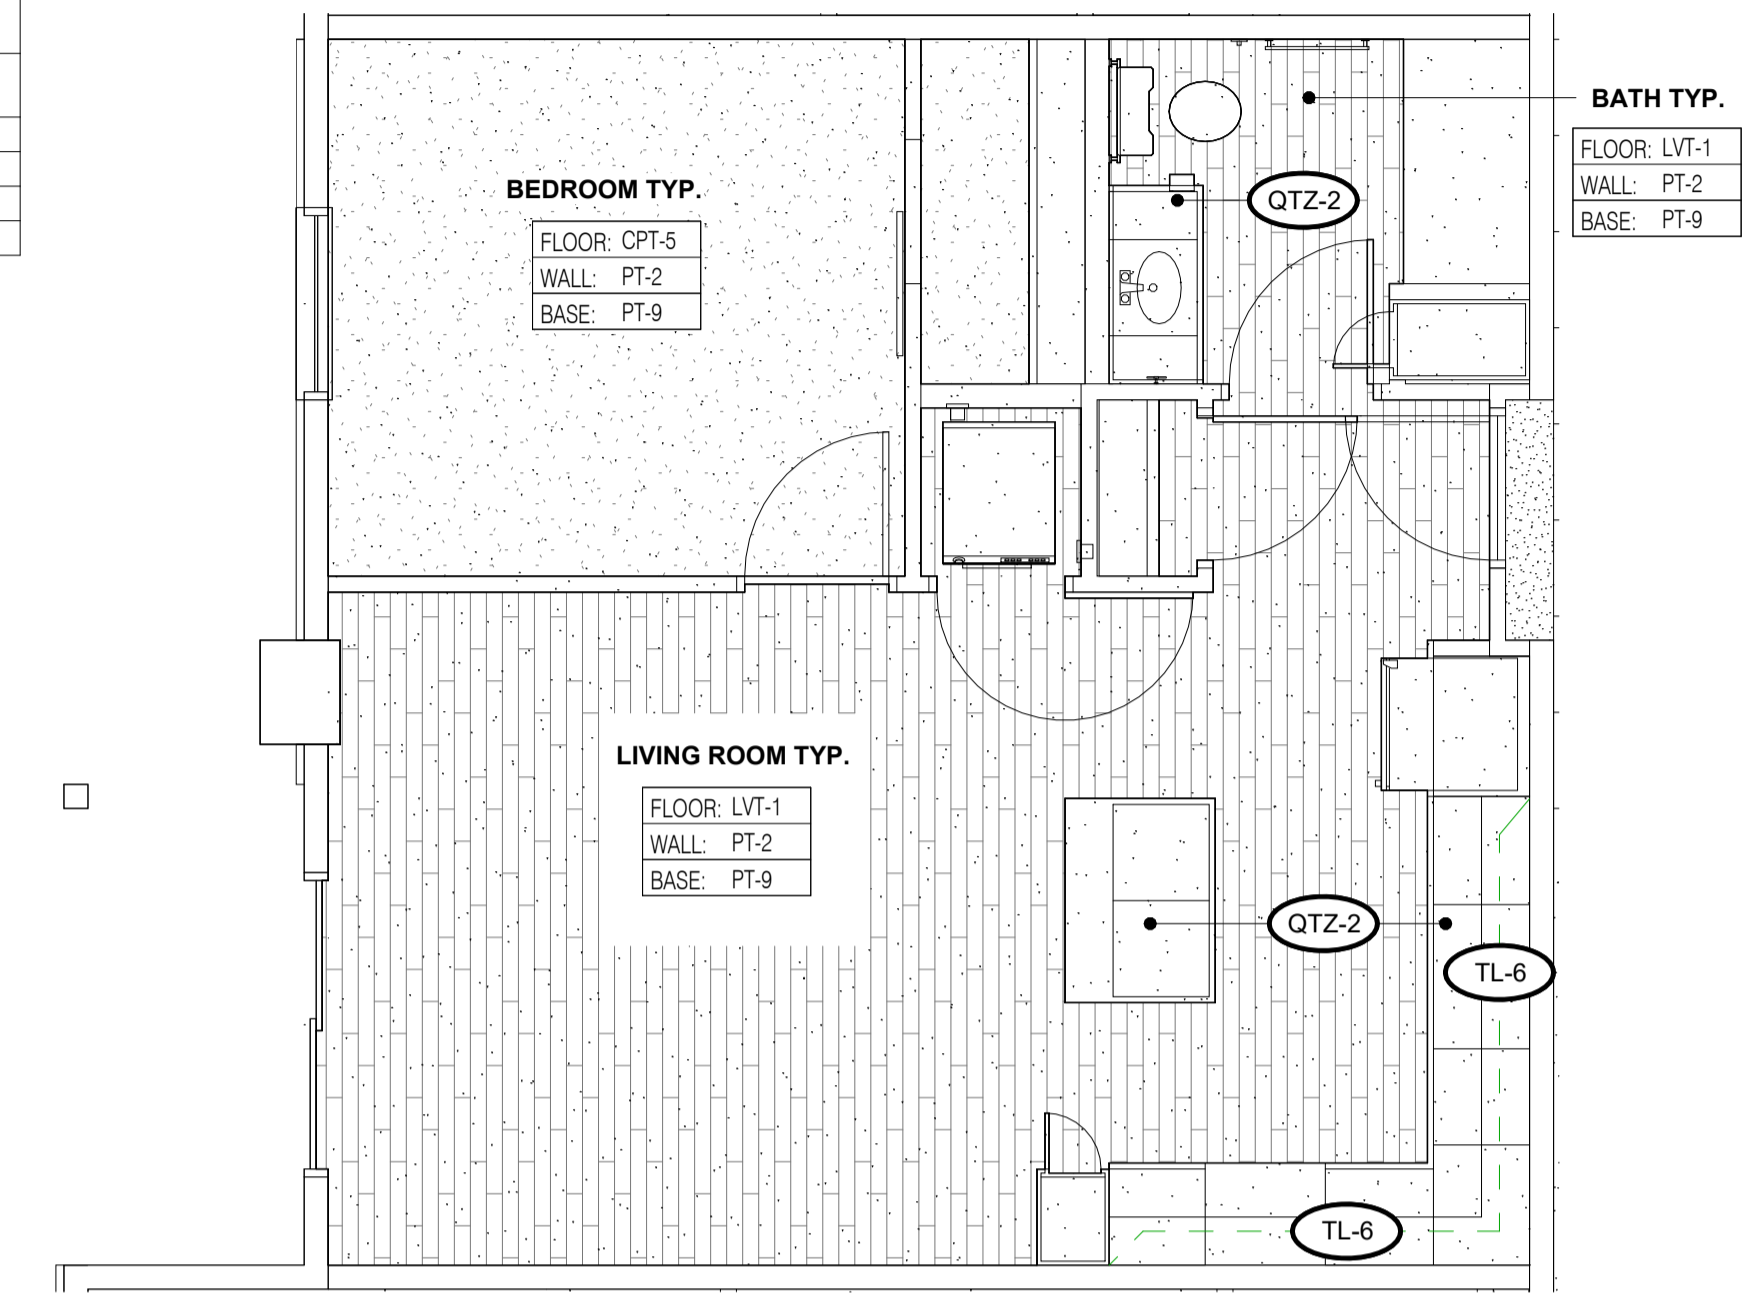 BATH TYP.
FLOOR: LVT-1
WALL: PT-2
BASE: PT-9
QTZ-2
BEDROOM TYP.
FLOOR: CPT-5
WALL: PT-2
BASE: PT-9
LIVING ROOM TYP.
FLOOR: LVT-1
WALL: PT-2
BASE: PT-9
QTZ-2
TL-6
TL-6